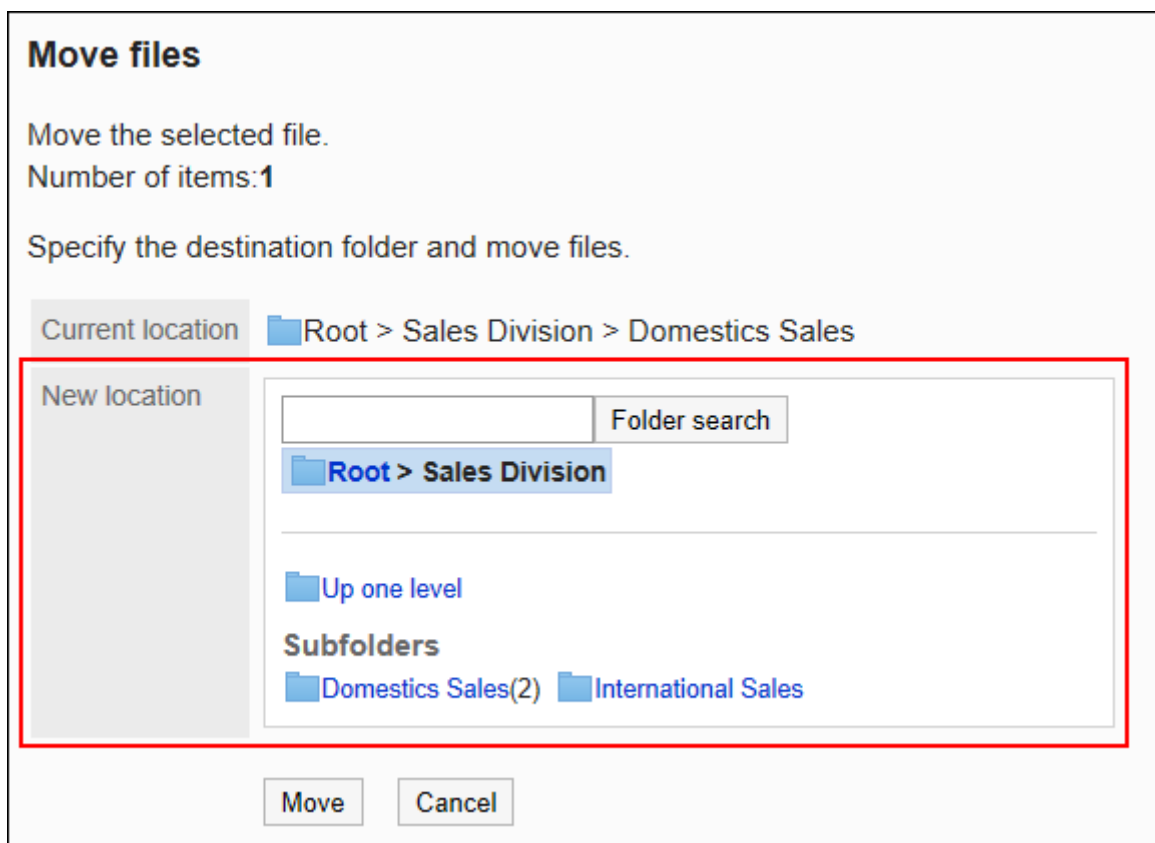 Move files
Move the selected file.
Number of items:1
Specify the destination folder and move files.
Current location Root > Sales Division > Domestics Sales
New location
Folder search
Root > Sales Division
Up one level
Subfolders
Domestics Sales(2) International Sales
Move Cancel